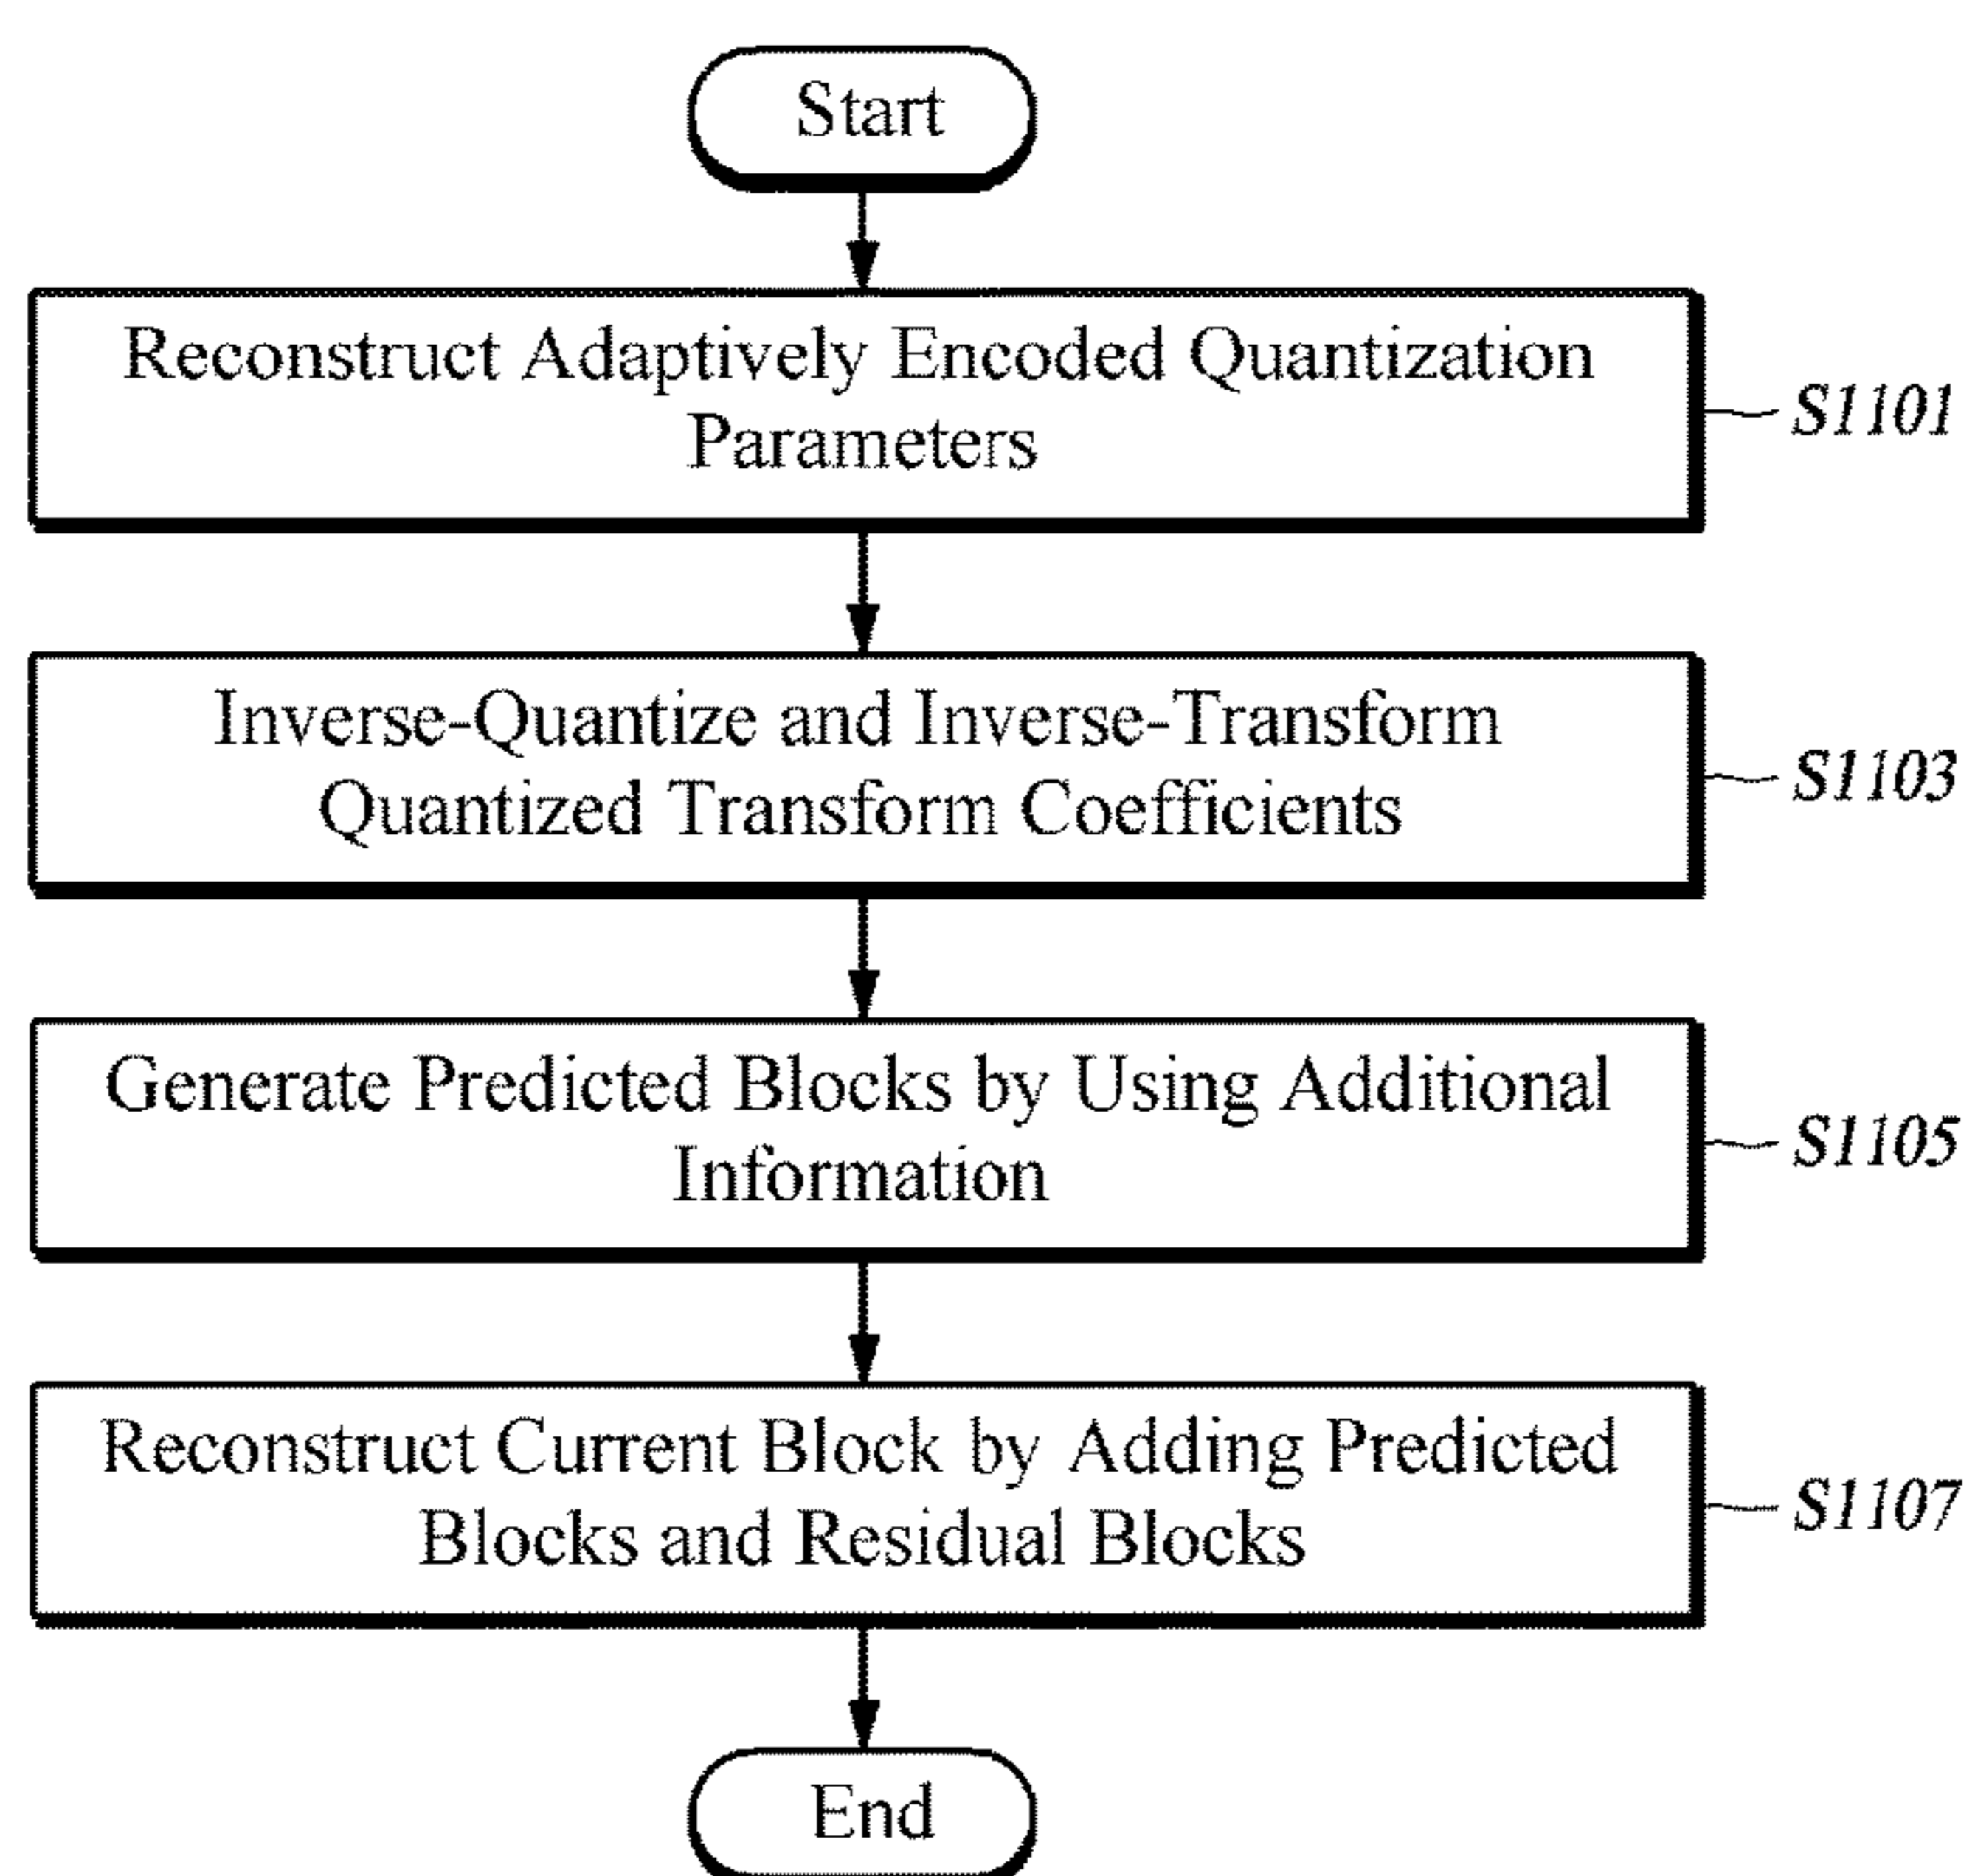 Start
Reconstruct Adaptively Encoded Quantization
Parameters
S1101
Inverse-Quantize and Inverse-Transform
Quantized Transform Coefficients
S1103
Generate Predicted Blocks by Using Additional
Information
S1105
Reconstruct Current Block by Adding Predicted
Blocks and Residual Blocks
S1107
End